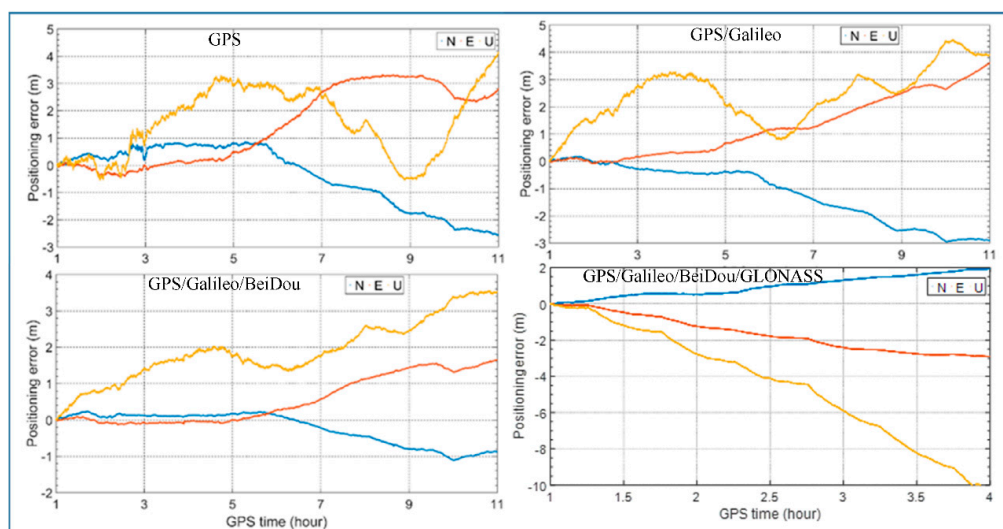 GPS
N E U
Positioning error (m)
5
4
3
2
1
0
-1
-2
-3
1 3 5 7 9 11
GPS/Galileo
N E U
Positioning error (m)
5
4
3
2
1
0
-1
-2
-3
1 3 5 7 9 11
GPS/Galileo/BeiDou
N E U
Positioning error (m)
4
3
2
1
0
-1
-2
1 3 5 7 9 11
GPS time (hour)
GPS/Galileo/BeiDou/GLONASS
N E U
Positioning error (m)
2
0
-2
-4
-6
-8
-10
1 1.5 2 2.5 3 3.5 4
GPS time (hour)